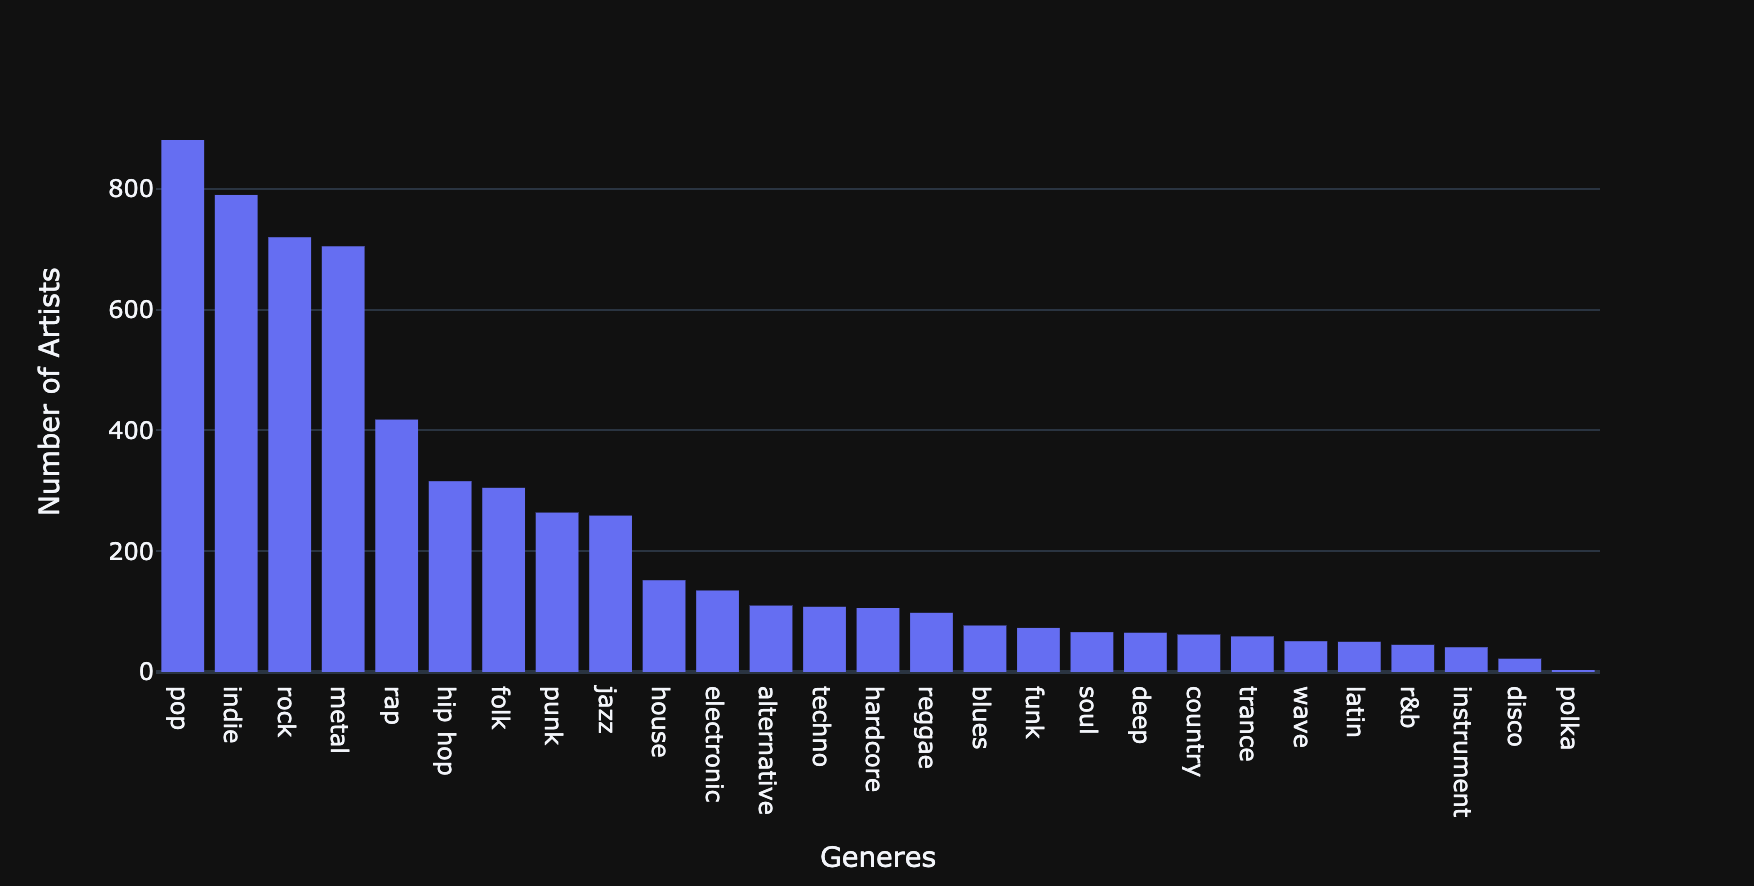 Number of Artists
800
600
400
200
0
pop
indie
rock
metal
rap
hip hop
folk
punk
jazz
house
electronic
alternative
techno
hardcore
reggae
blues
funk
soul
deep
country
trance
wave
latin
r&b
instrument
disco
polka
Generes